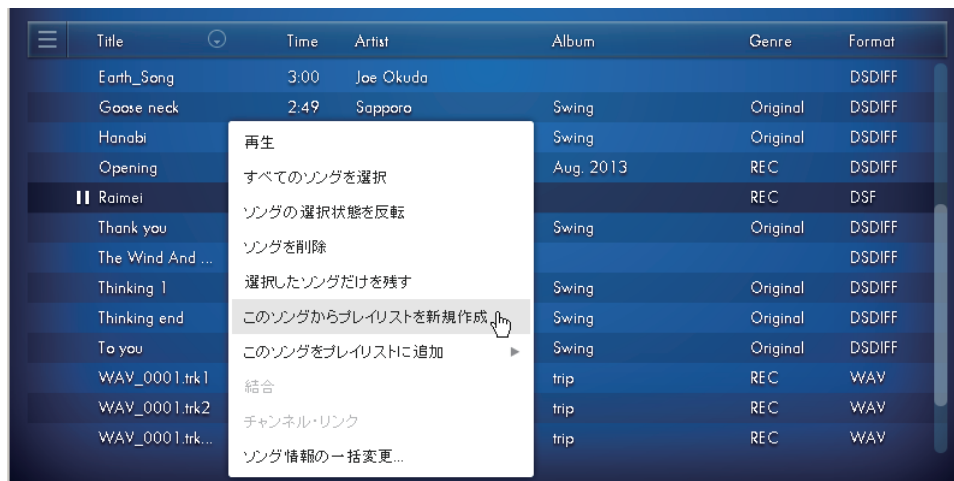 Title Time Artist Album Genre Format
Earth_Song 3:00 Joe Okuda DSDIFF
Goose neck 2:49 Sapporo Swing Original DSDIFF
Hanabi Swing Original DSDIFF
Opening Aug. 2013 REC DSDIFF
Raimei REC DSF
Thank you Swing Original DSDIFF
The Wind And ... DSDIFF
Thinking 1 Swing Original DSDIFF
Thinking end Swing Original DSDIFF
To you Swing Original DSDIFF
WAV_0001.trk1 trip REC WAV
WAV_0001.trk2 trip REC WAV
WAV_0001.trk... trip REC WAV
再生
すべてのソングを選択
ソングの選択状態を反転
ソングを削除
選択したソングだけを残す
このソングからプレイリストを新規作成
このソングをプレイリストに追加
結合
チャンネル・リンク
ソング情報の一括変更...